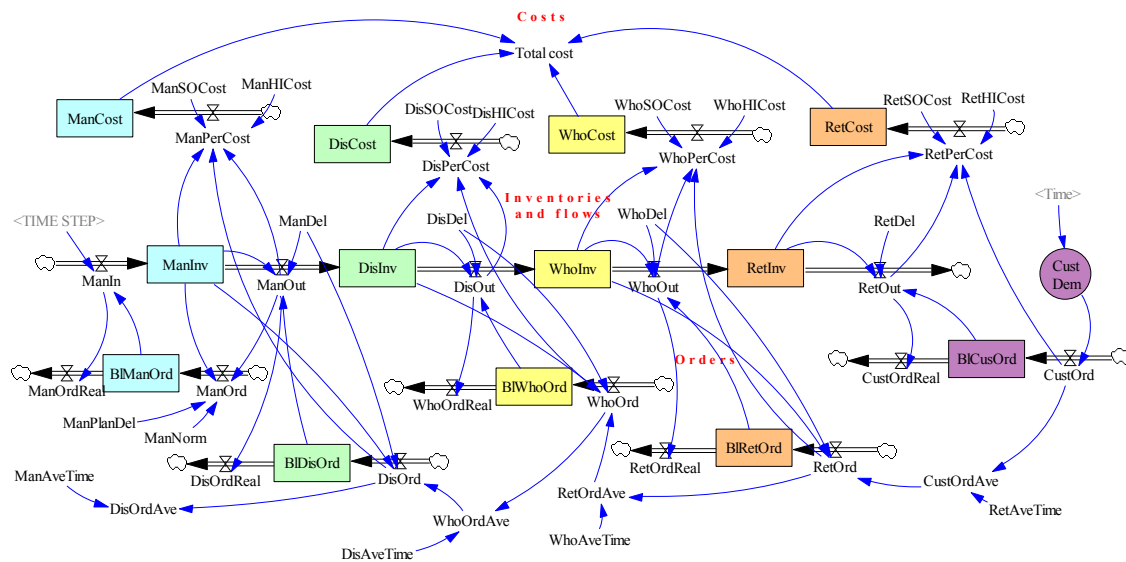 Costs
Total cost
ManSOCost
ManHICost
DisSOCost
DisHICost
WhoSOCost
WhoHICost
RetSOCost
RetHICost
ManCost
DisCost
WhoCost
RetCost
ManPerCost
DisPerCost
WhoPerCost
RetPerCost
Inventories
and flows
<TIME STEP>
<Time>
ManDel
DisDel
WhoDel
RetDel
ManIn
ManInv
ManOut
DisInv
DisOut
WhoInv
WhoOut
RetInv
RetOut
Cust
Dem
Orders
ManOrdReal
BlManOrd
ManOrd
WhoOrdReal
BlWhoOrd
WhoOrd
CustOrdReal
BlCusOrd
CustOrd
ManPlanDel
ManNorm
DisOrdReal
BlDisOrd
DisOrd
RetOrdReal
BlRetOrd
RetOrd
ManAveTime
DisOrdAve
WhoOrdAve
RetOrdAve
CustOrdAve
DisAveTime
WhoAveTime
RetAveTime